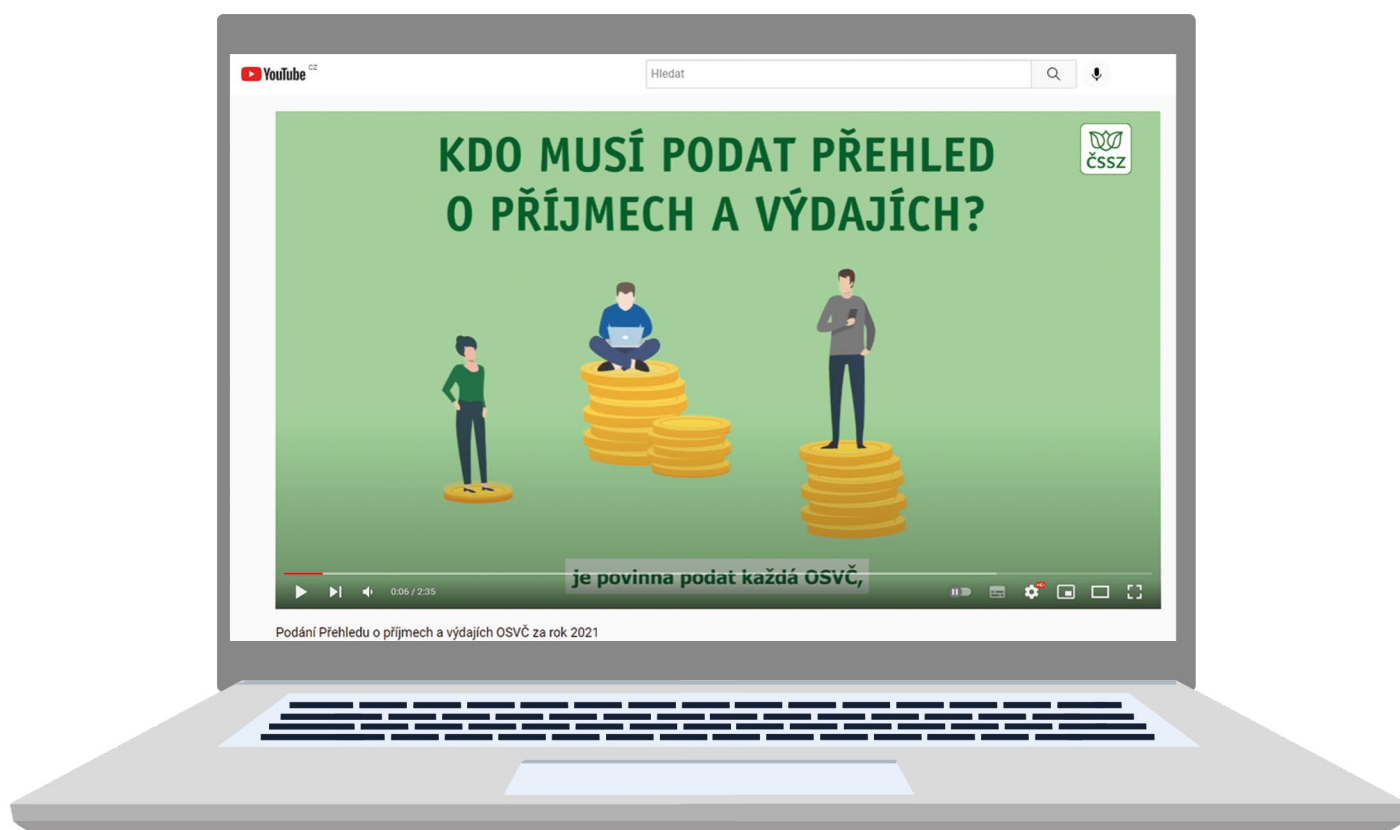 YouTube CZ
Hledat
KDO MUSÍ PODAT PŘEHLED
O PŘÍJMECH A VÝDAJÍCH?
ČSSZ
je povinna podat každá OSVČ,
0:06 / 2:35
HD
Podání Přehledu o příjmech a výdajích OSVČ za rok 2021